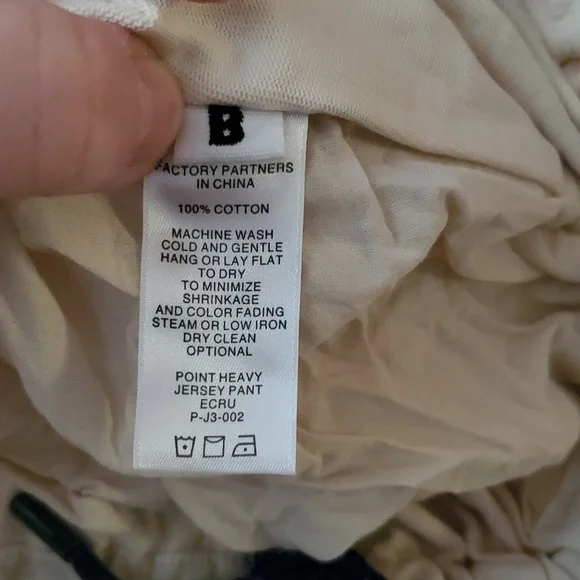 B
FACTORY PARTNERS
IN CHINA
100% COTTON
MACHINE WASH
COLD AND GENTLE
HANG OR LAY FLAT
TO DRY
TO MINIMIZE
SHRINKAGE
AND COLOR FADING
STEAM OR LOW IRON
DRY CLEAN
OPTIONAL
POINT HEAVY
JERSEY PANT
ECRU
P-J3-002